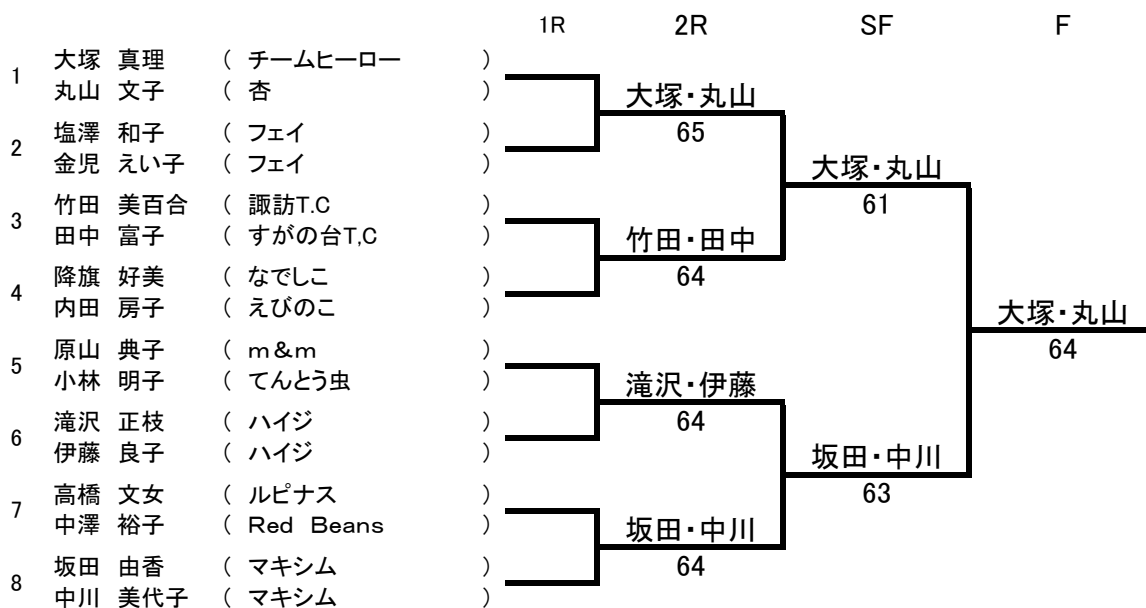 1R 2R SF F
1 大塚 真理 ( チームヒーロー )
丸山 文子 ( 杏 )
2 塩澤 和子 ( フェイ )
金児 えい子 ( フェイ )
3 竹田 美百合 ( 諏訪T.C )
田中 富子 ( すがの台T,C )
4 降旗 好美 ( なでしこ )
内田 房子 ( えびのこ )
5 原山 典子 ( m&m )
小林 明子 ( てんとう虫 )
6 滝沢 正枝 ( ハイジ )
伊藤 良子 ( ハイジ )
7 高橋 文女 ( ルピナス )
中澤 裕子 ( Red Beans )
8 坂田 由香 ( マキシム )
中川 美代子 ( マキシム )
大塚・丸山
65
竹田・田中
64
滝沢・伊藤
64
坂田・中川
64
大塚・丸山
61
坂田・中川
63
大塚・丸山
64